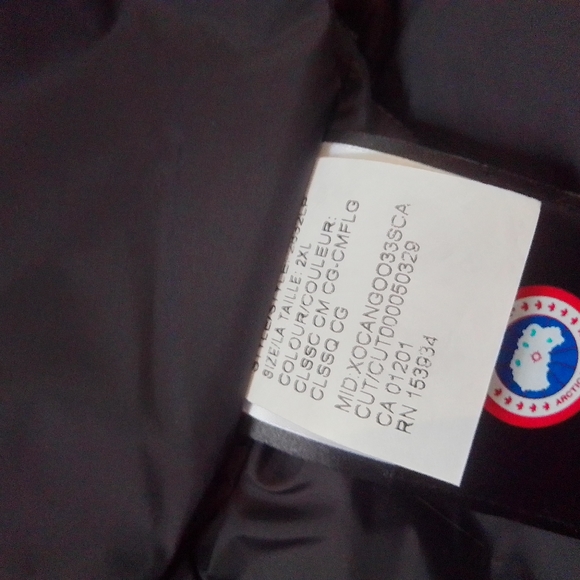 SIZE/LA TAILLE: 2XL
COLOUR/COULEUR:
CLSSC CM CG-CMFLG
CLSSQ CG
MID:XOCANGOO33SCA
CUT/CUT000050329
CA 01201
RN 153934
ARCTIC